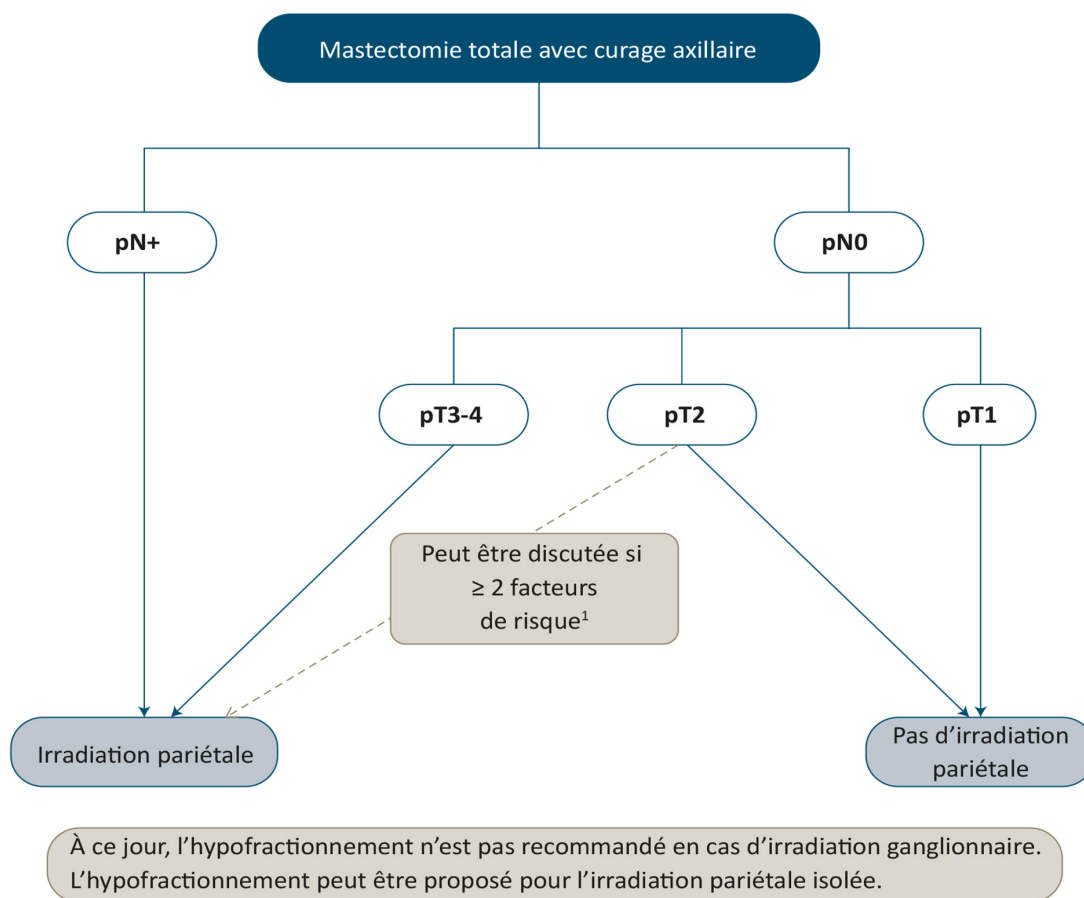 Mastectomie totale avec curage axillaire
pN+
pN0
pT3-4
pT2
pT1
Peut être discutée si
≥ 2 facteurs
de risque¹
Irradiation pariétale
Pas d’irradiation
pariétale
À ce jour, l’hypofractionnement n’est pas recommandé en cas d’irradiation ganglionnaire.
L’hypofractionnement peut être proposé pour l’irradiation pariétale isolée.